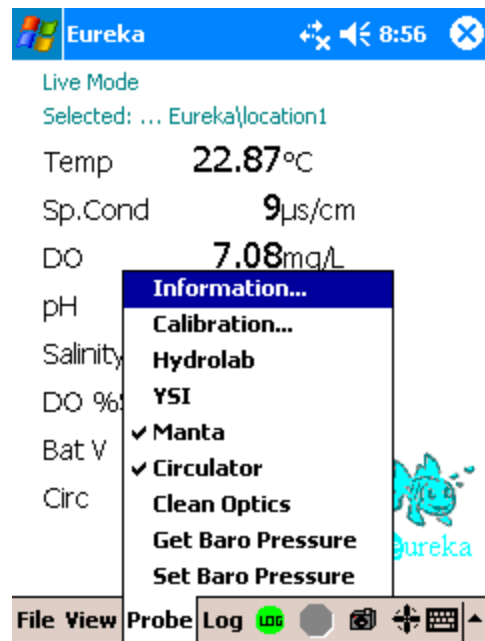 Eureka 8:56
Live Mode
Selected: ... Eureka\location1
Temp 22.87°C
Sp.Cond 9µs/cm
DO 7.08mg/L
pH
Salinity
DO %
Bat V
Circ
Information...
Calibration...
Hydrolab
YSI
✓ Manta
✓ Circulator
Clean Optics
Get Baro Pressure
Set Baro Pressure
eureka
File View Probe Log LOG